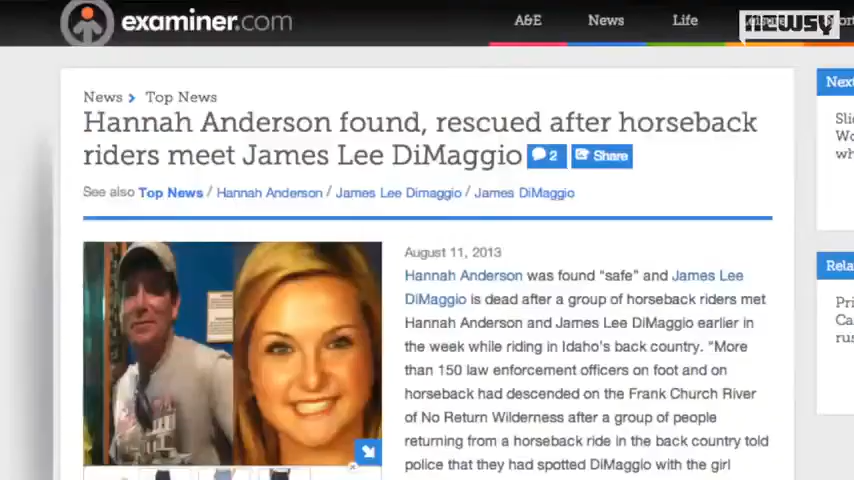 examiner.com
A&E News Life
newsy
News > Top News
Hannah Anderson found, rescued after horseback
riders meet James Lee DiMaggio 2 Share
See also Top News / Hannah Anderson / James Lee Dimaggio / James DiMaggio
August 11, 2013
Hannah Anderson was found “safe” and James Lee
DiMaggio is dead after a group of horseback riders met
Hannah Anderson and James Lee DiMaggio earlier in
the week while riding in Idaho's back country. “More
than 150 law enforcement officers on foot and on
horseback had descended on the Frank Church River
of No Return Wilderness after a group of people
returning from a horseback ride in the back country told
police that they had spotted DiMaggio with the girl
Next
Sli
Wo
wh
Rela
Pri
Ca
rus